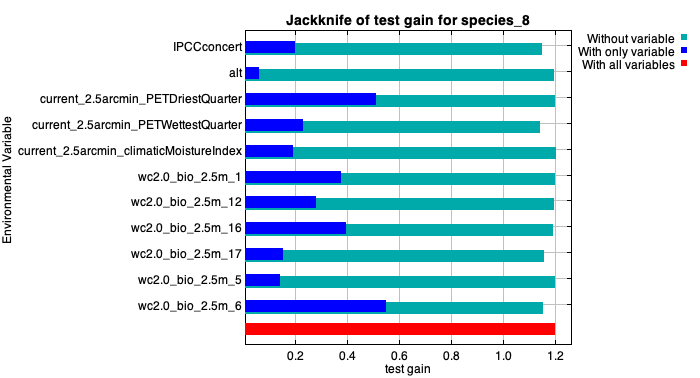 Jackknife of test gain for species_8
Without variable
With only variable
With all variables
Environmental Variable
IPCCconcert
alt
current_2.5arcmin_PETDriestQuarter
current_2.5arcmin_PETWettestQuarter
current_2.5arcmin_climaticMoistureIndex
wc2.0_bio_2.5m_1
wc2.0_bio_2.5m_12
wc2.0_bio_2.5m_16
wc2.0_bio_2.5m_17
wc2.0_bio_2.5m_5
wc2.0_bio_2.5m_6
0.2 0.4 0.6 0.8 1.0 1.2
test gain